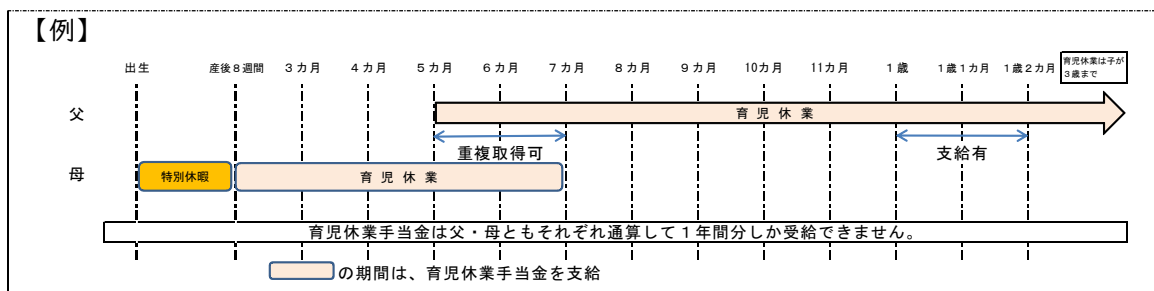 【例】
出生 産後８週間 ３カ月 ４カ月 ５カ月 ６カ月 ７カ月 ８カ月 ９カ月 10カ月 11カ月 １歳 １歳１カ月 １歳２カ月 育児休業は子が
３歳まで
父 育児休業
重複取得可 支給有
母 特別休暇 育児休業
育児休業手当金は父・母ともそれぞれ通算して１年間分しか受給できません。
の期間は、育児休業手当金を支給